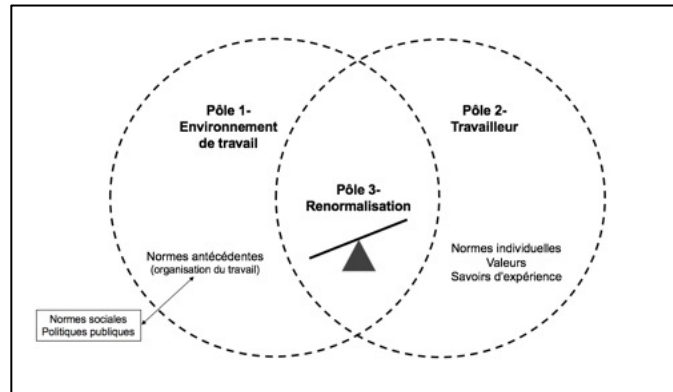 Pôle 1-
Environnement
de travail
Pôle 2-
Travailleur
Pôle 3-
Renormalisation
Normes antécédentes
(organisation du travail)
Normes individuelles
Valeurs
Savoirs d'expérience
Normes sociales
Politiques publiques